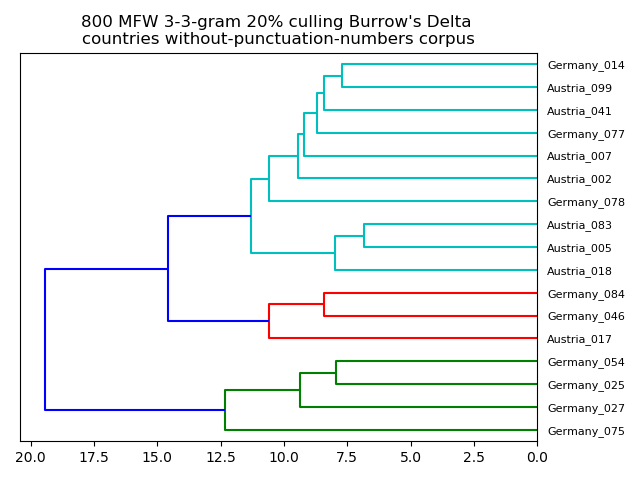 800 MFW 3-3-gram 20% culling Burrow's Delta
countries without-punctuation-numbers corpus
Germany_014
Austria_099
Austria_041
Germany_077
Austria_007
Austria_002
Germany_078
Austria_083
Austria_005
Austria_018
Germany_084
Germany_046
Austria_017
Germany_054
Germany_025
Germany_027
Germany_075
20.0 17.5 15.0 12.5 10.0 7.5 5.0 2.5 0.0